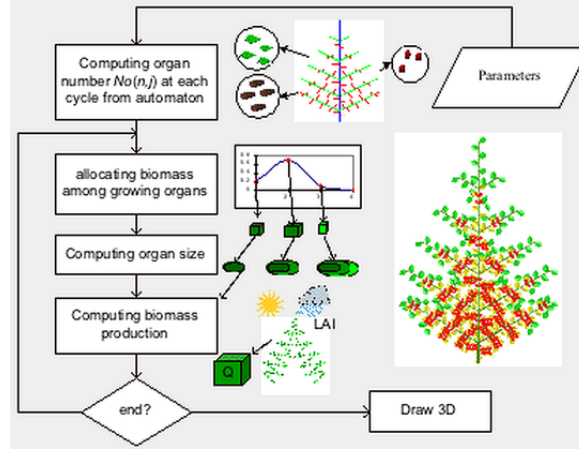 Computing organ
number No(n,j) at each
cycle from automaton
Parameters
allocating biomass
among growing organs
Computing organ size
Computing biomass
production
LAI
Q
end?
Draw 3D